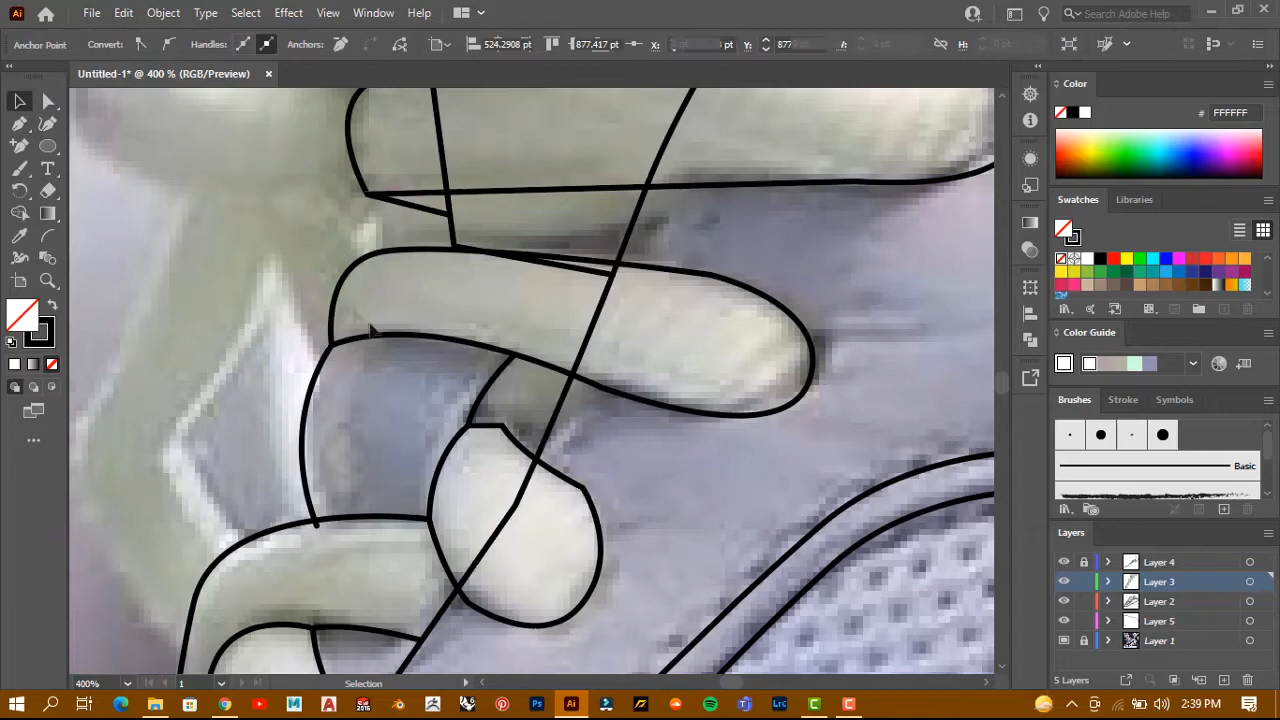 Ai File Edit Object Type Select Effect View Window Help Search Adobe Help
Anchor Point Convert: Handles: Anchors: 524.2908 pt 877.417 pt X: pt Y: 877 pt H:
Untitled-1* @ 400 % (RGB/Preview) ×
Color
# FFFFFF
Swatches Libraries
Color Guide
Brushes Stroke Symbols
Basic
Layers
Layer 4
Layer 3
Layer 2
Layer 5
Layer 1
400% 1 Selection 5 Layers
2:39 PM